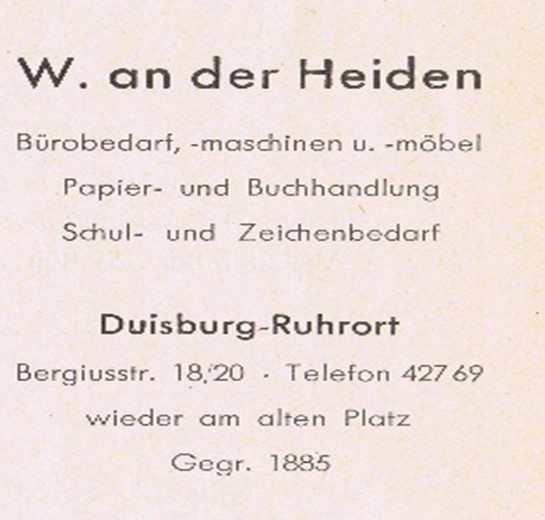 W. an der Heiden
Bürobedarf, -maschinen u. -möbel
Papier- und Buchhandlung
Schul- und Zeichenbedarf
Duisburg-Ruhrort
Bergiusstr. 18/20 · Telefon 42769
wieder am alten Platz
Gegr. 1885